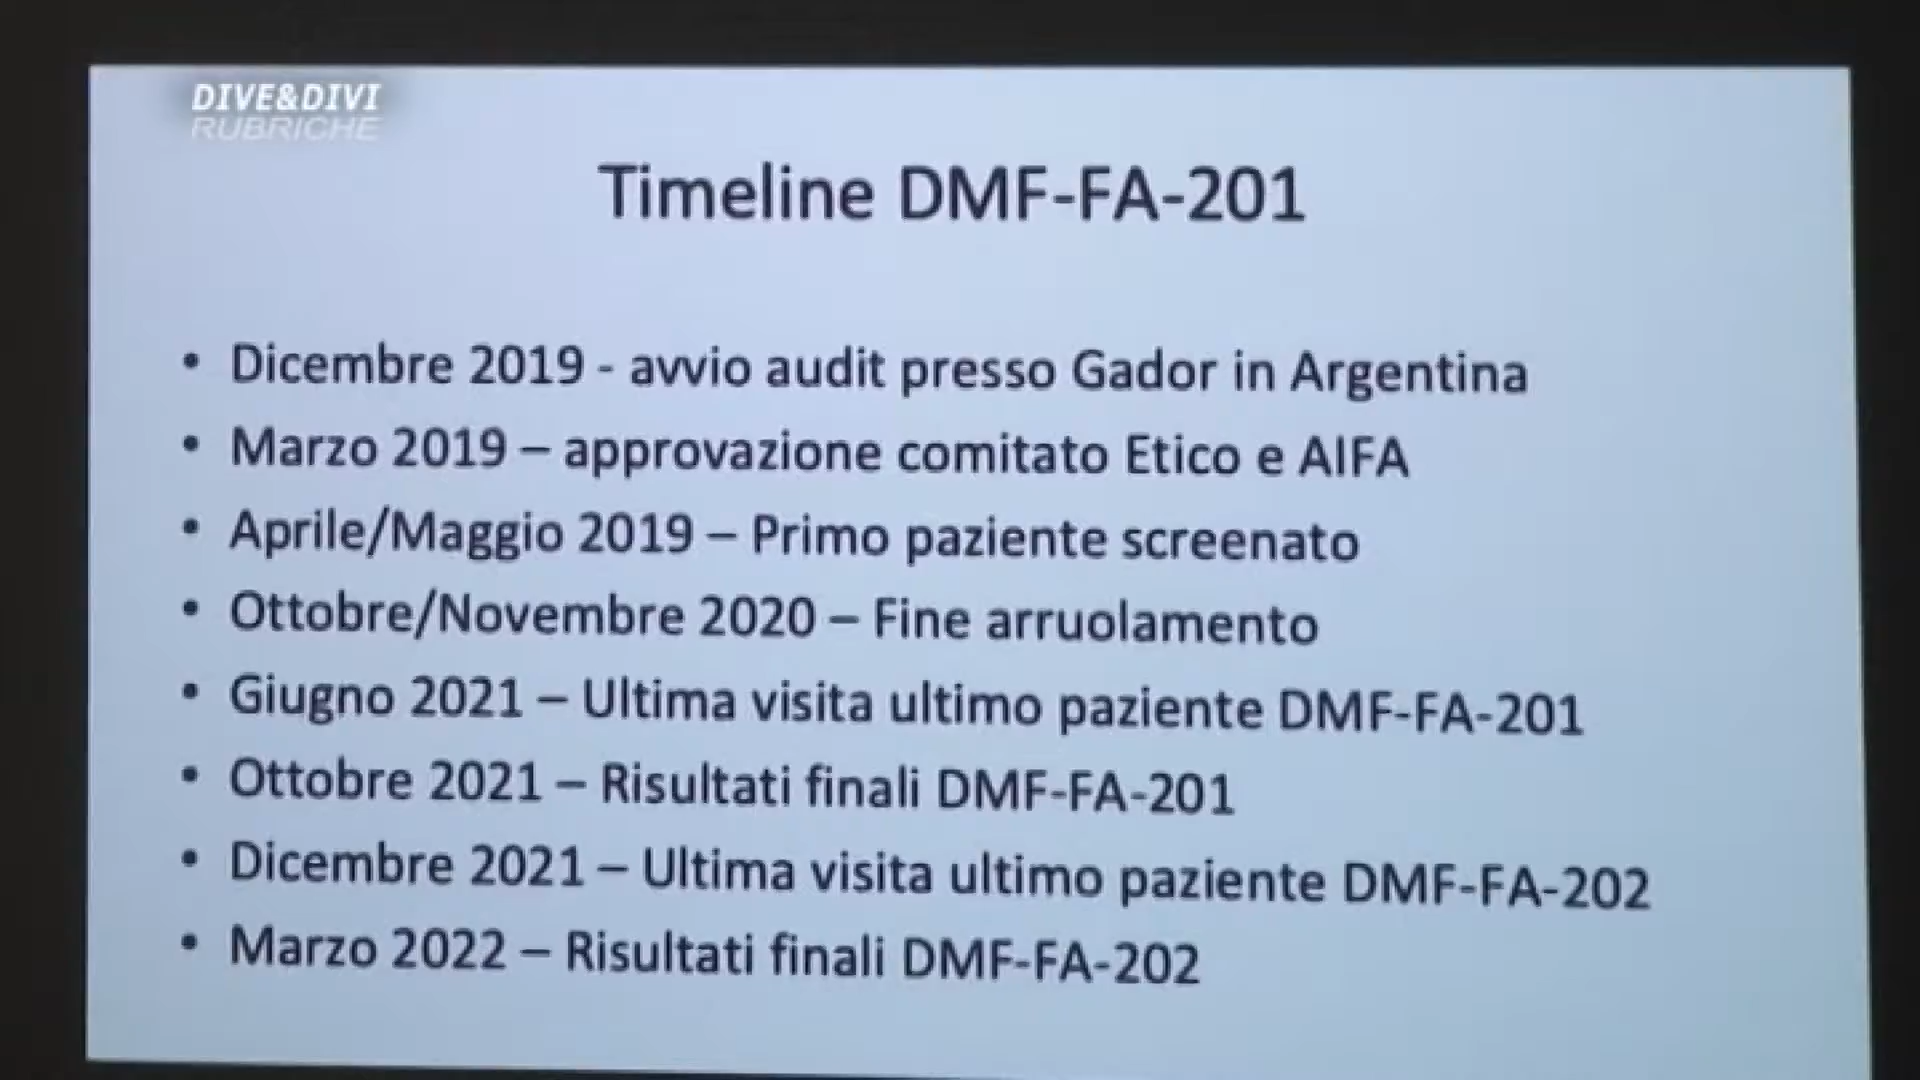 DIVE&DIVI
RUBRICHE
Timeline DMF-FA-201
• Dicembre 2019 - avvio audit presso Gador in Argentina
• Marzo 2019 – approvazione comitato Etico e AIFA
• Aprile/Maggio 2019 – Primo paziente screenato
• Ottobre/Novembre 2020 – Fine arruolamento
• Giugno 2021 – Ultima visita ultimo paziente DMF-FA-201
• Ottobre 2021 – Risultati finali DMF-FA-201
• Dicembre 2021 – Ultima visita ultimo paziente DMF-FA-202
• Marzo 2022 – Risultati finali DMF-FA-202